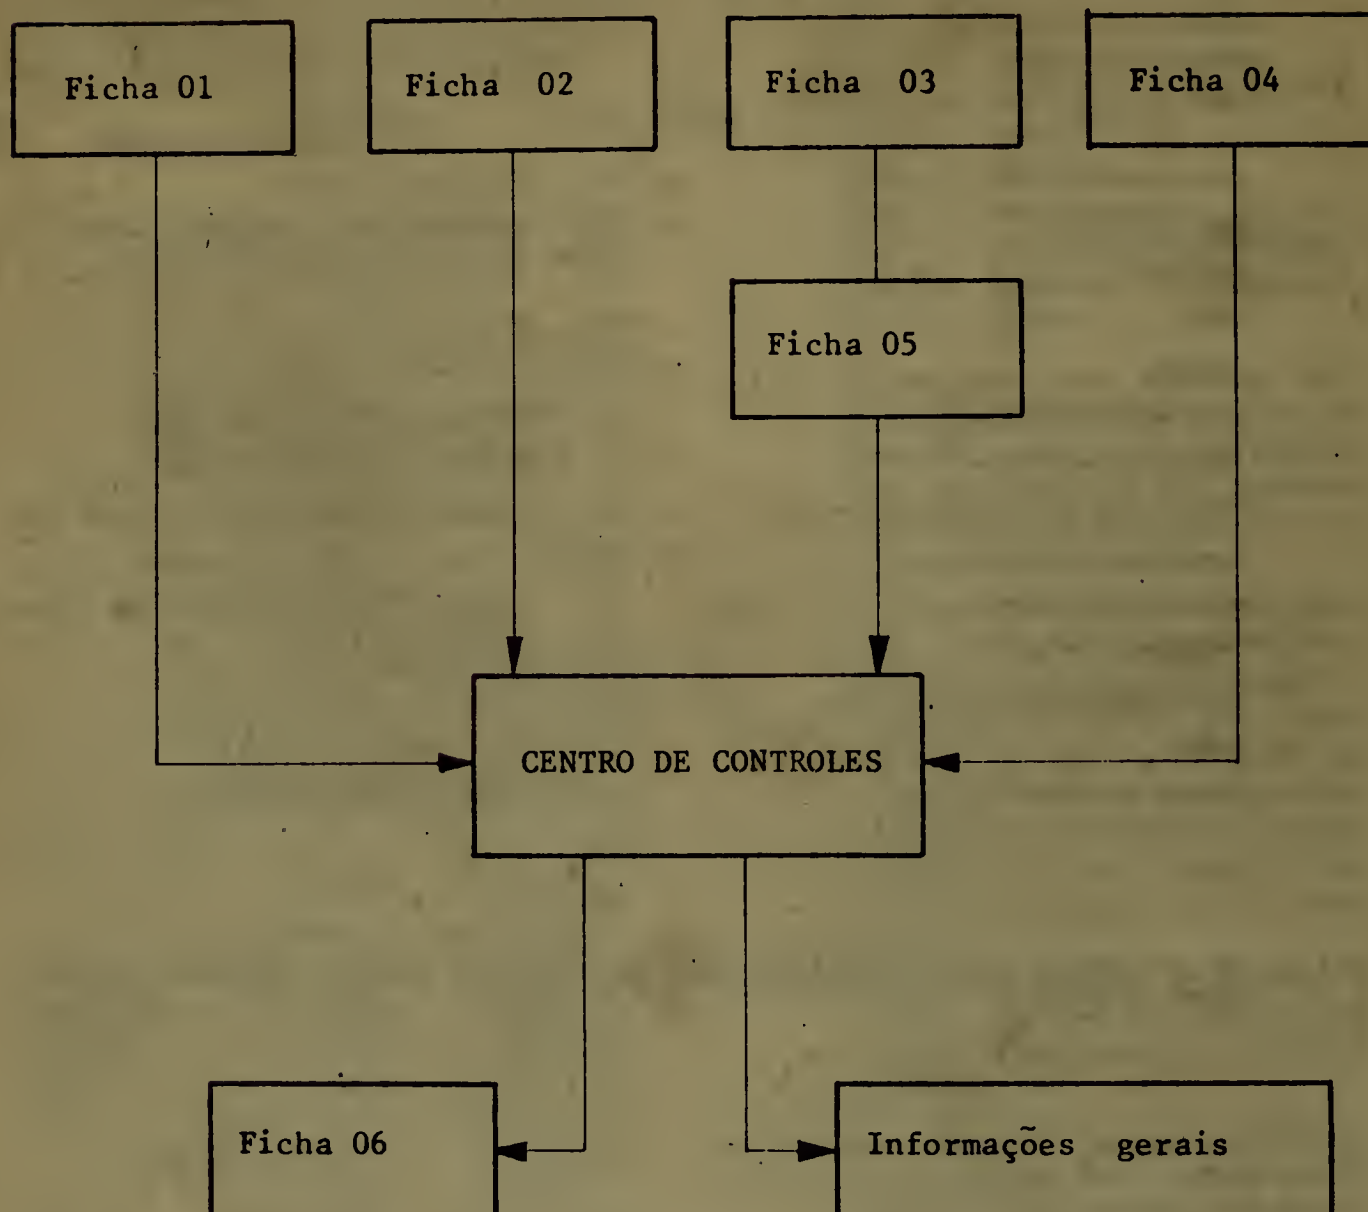 Ficha 01
Ficha 02
Ficha 03
Ficha 04
Ficha 05
CENTRO DE CONTROLES
Ficha 06
Informações gerais